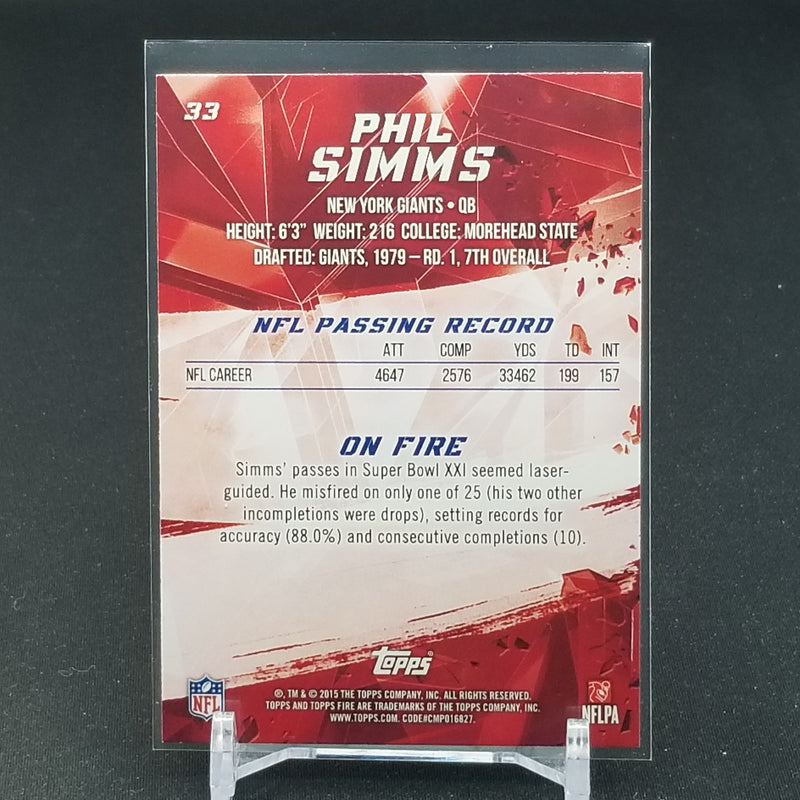 33
PHIL
SIMMS
NEW YORK GIANTS • QB
HEIGHT: 6'3" WEIGHT: 216 COLLEGE: MOREHEAD STATE
DRAFTED: GIANTS, 1979 – RD. 1, 7TH OVERALL
NFL PASSING RECORD
ATT COMP YDS TD INT
NFL CAREER 4647 2576 33462 199 157
ON FIRE
Simms' passes in Super Bowl XXI seemed laser-
guided. He misfired on only one of 25 (his two other
incompletions were drops), setting records for
accuracy (88.0%) and consecutive completions (10).
Topps®
NFL
®, TM & © 2015 THE TOPPS COMPANY, INC. ALL RIGHTS RESERVED.
TOPPS AND TOPPS FIRE ARE TRADEMARKS OF THE TOPPS COMPANY, INC.
WWW.TOPPS.COM. CODE#CMP016827.
NFLPA